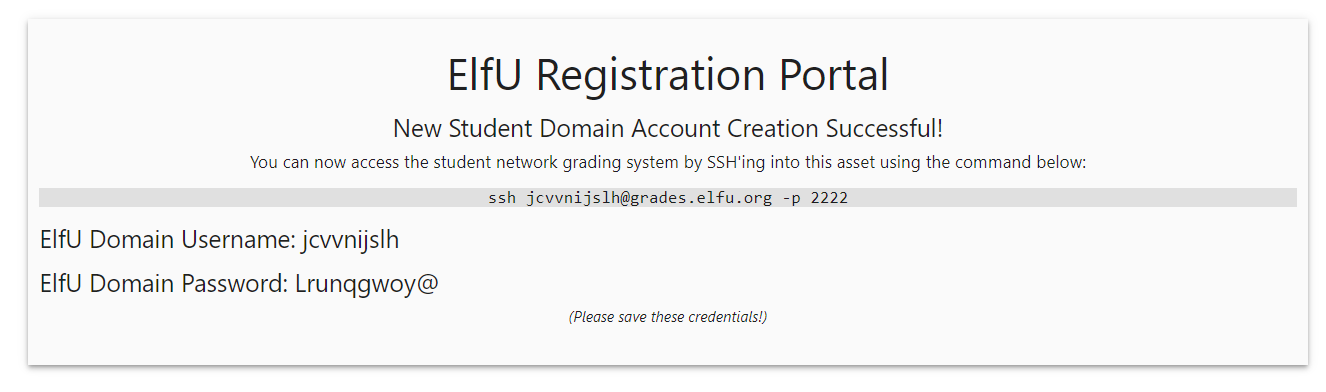 ElfU Registration Portal
New Student Domain Account Creation Successful!
You can now access the student network grading system by SSH'ing into this asset using the command below:
ssh jcvvnijslh@grades.elfu.org -p 2222
ElfU Domain Username: jcvvnijslh
ElfU Domain Password: Lrunqgwoy@
(Please save these credentials!)